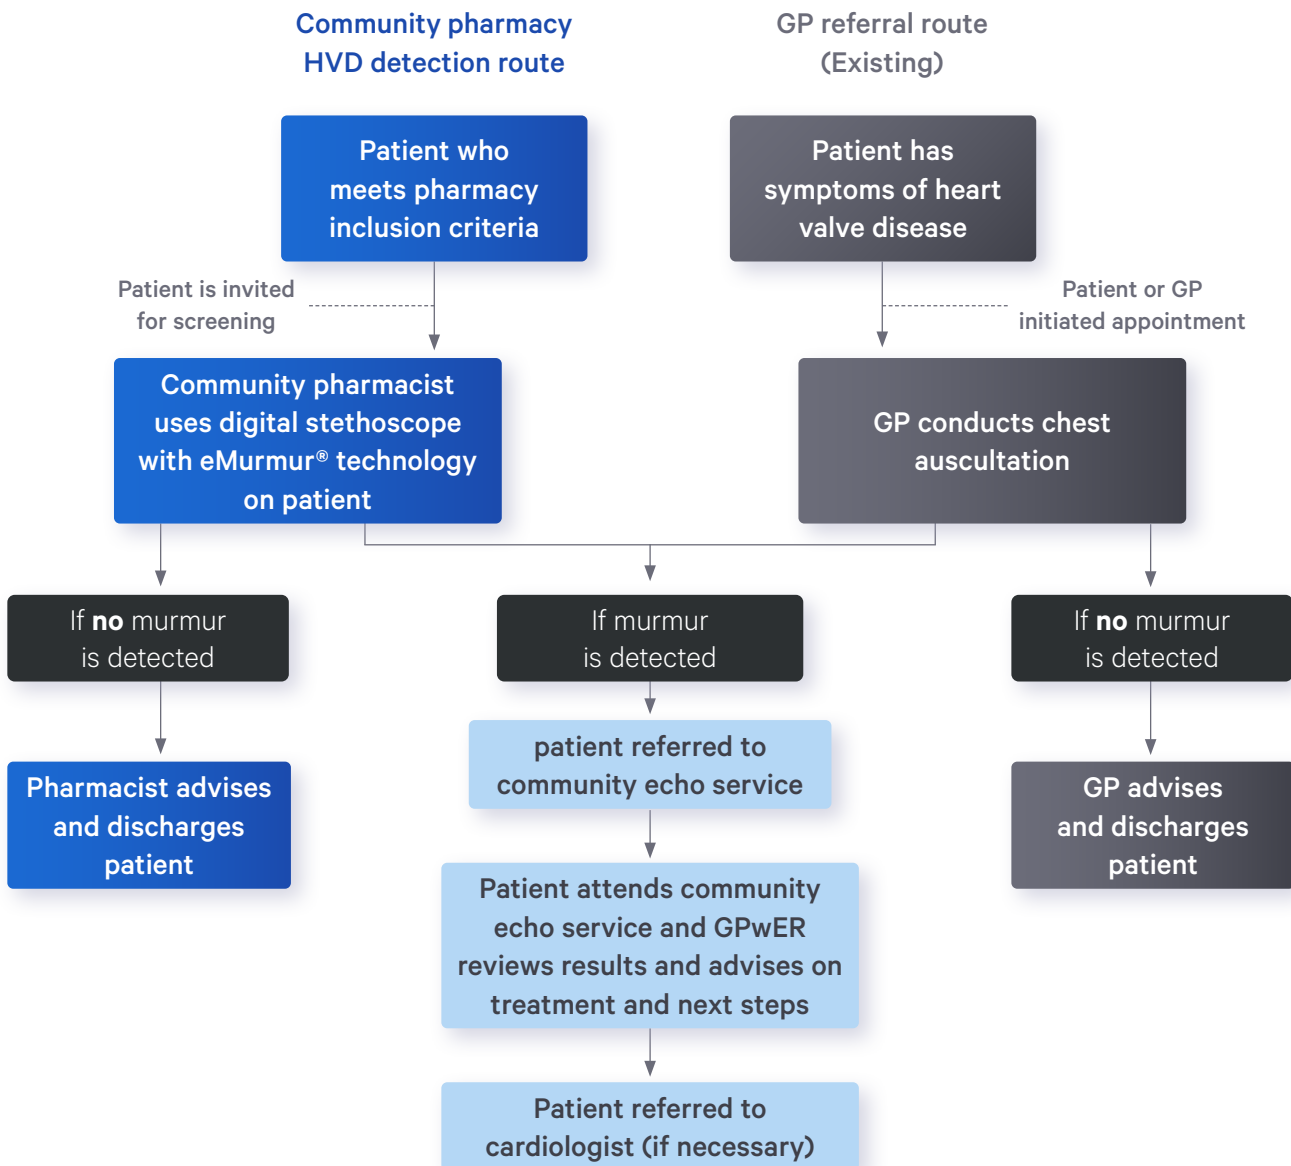 Community pharmacy
HVD detection route
GP referral route
(Existing)
Patient who
meets pharmacy
inclusion criteria
Patient has
symptoms of heart
valve disease
Patient is invited
for screening
Patient or GP
initiated appointment
Community pharmacist
uses digital stethoscope
with eMurmur® technology
on patient
GP conducts chest
auscultation
If no murmur
is detected
If murmur
is detected
If no murmur
is detected
patient referred to
community echo service
Pharmacist advises
and discharges
patient
GP advises
and discharges
patient
Patient attends community
echo service and GPwER
reviews results and advises on
treatment and next steps
Patient referred to
cardiologist (if necessary)